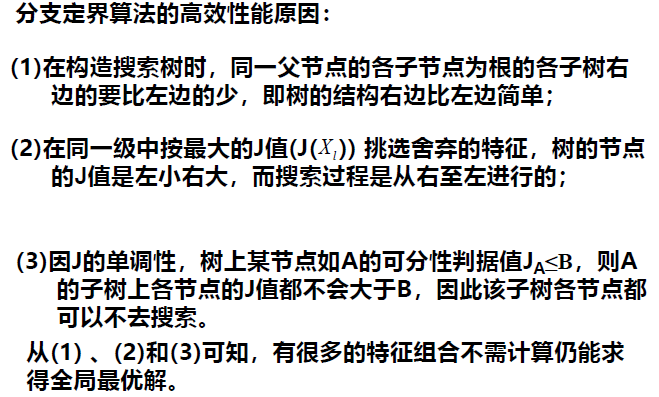 分支定界算法的高效性能原因：
(1)在构造搜索树时，同一父节点的各子节点为根的各子树右
边的要比左边的少，即树的结构右边比左边简单；
(2)在同一级中按最大的J值(J(X_l)) 挑选舍弃的特征，树的节点
的J值是左小右大，而搜索过程是从右至左进行的；
(3)因J的单调性，树上某节点如A的可分性判据值J_A≤B，则A
的子树上各节点的J值都不会大于B，因此该子树各节点都
可以不去搜索。
从(1) 、(2)和(3)可知，有很多的特征组合不需计算仍能求
得全局最优解。